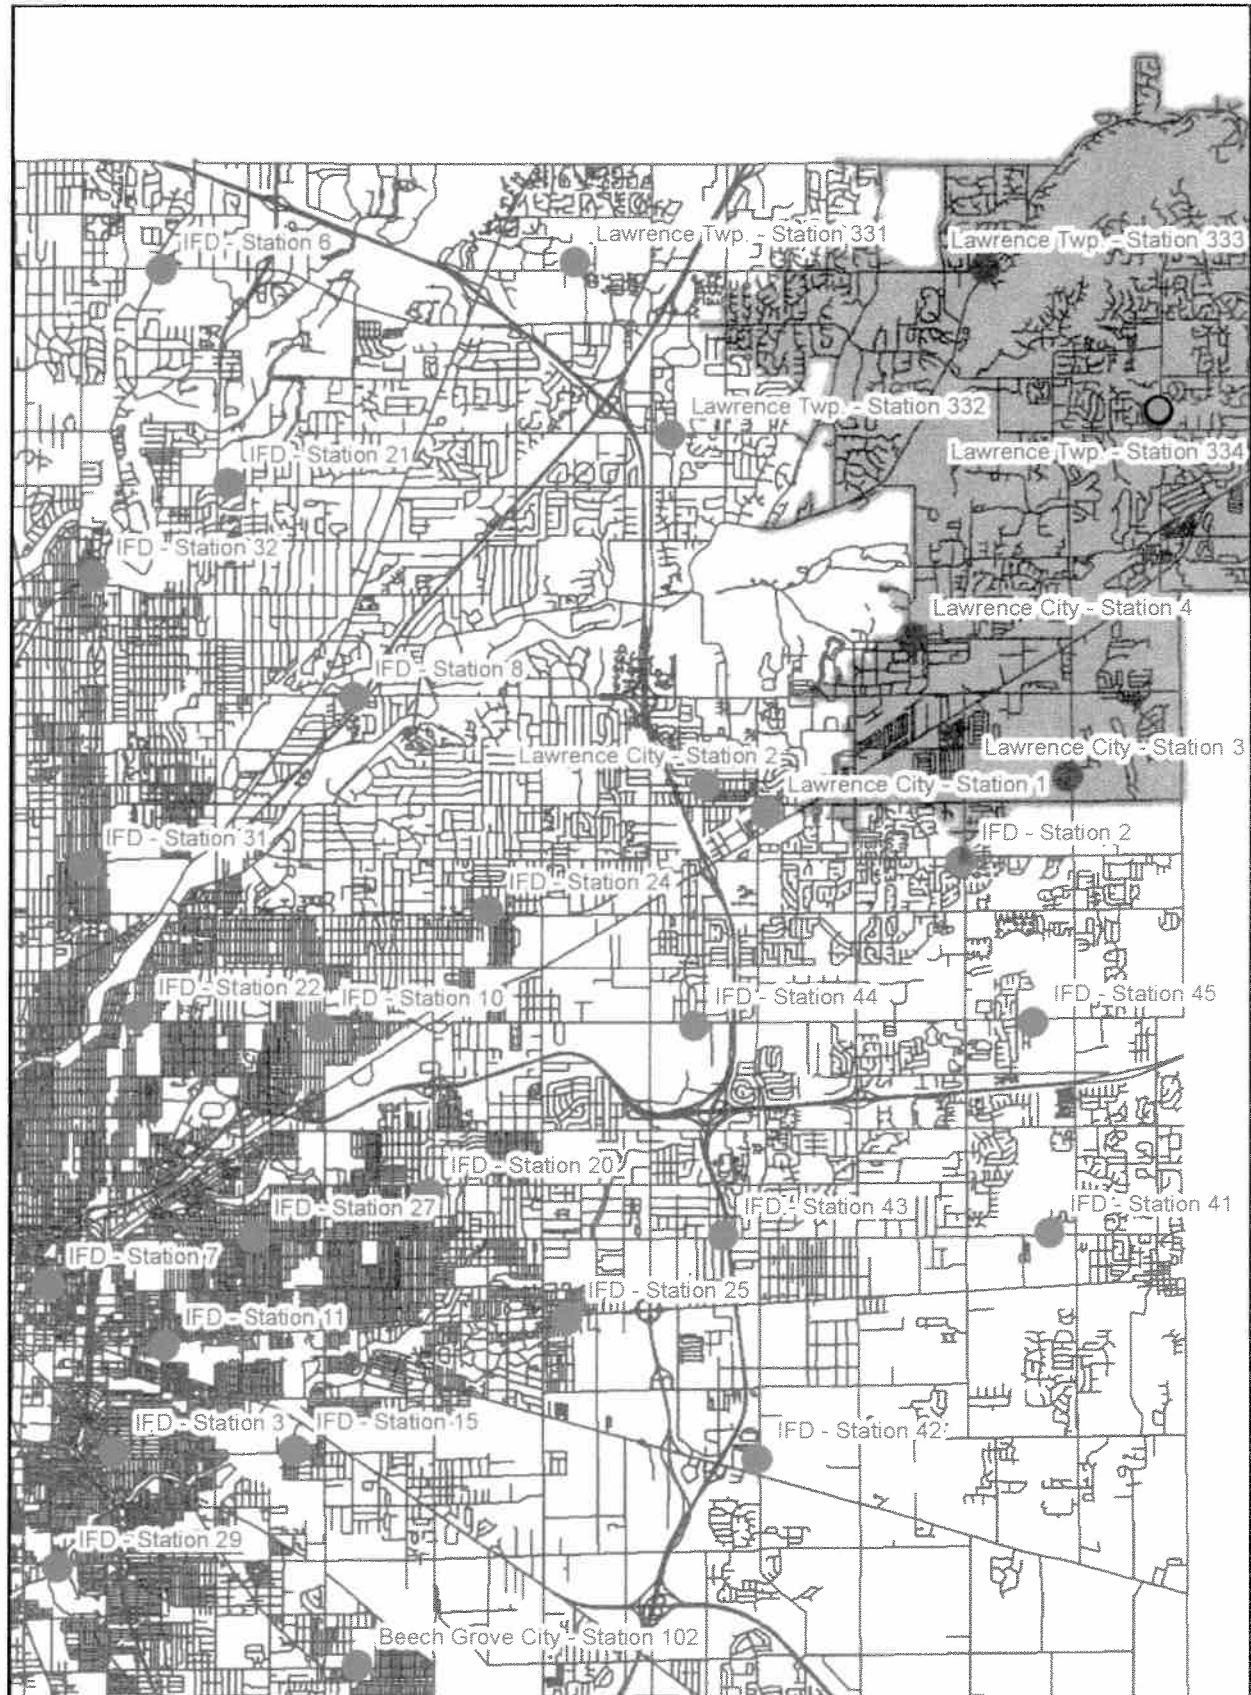 IFD - Station 6
Lawrence Twp. - Station 331
Lawrence Twp. - Station 333
Lawrence Twp. - Station 332
IFD - Station 21
Lawrence Twp. - Station 334
IFD - Station 32
Lawrence City - Station 4
IFD - Station 8
Lawrence City - Station 2
Lawrence City - Station 3
Lawrence City - Station 1
IFD - Station 31
IFD - Station 2
IFD - Station 24
IFD - Station 22
IFD - Station 10
IFD - Station 44
IFD - Station 45
IFD - Station 20
IFD - Station 27
IFD - Station 43
IFD - Station 41
IFD - Station 7
IFD - Station 25
IFD - Station 11
IFD - Station 3
IFD - Station 15
IFD - Station 42
IFD - Station 29
Beech Grove City - Station 102